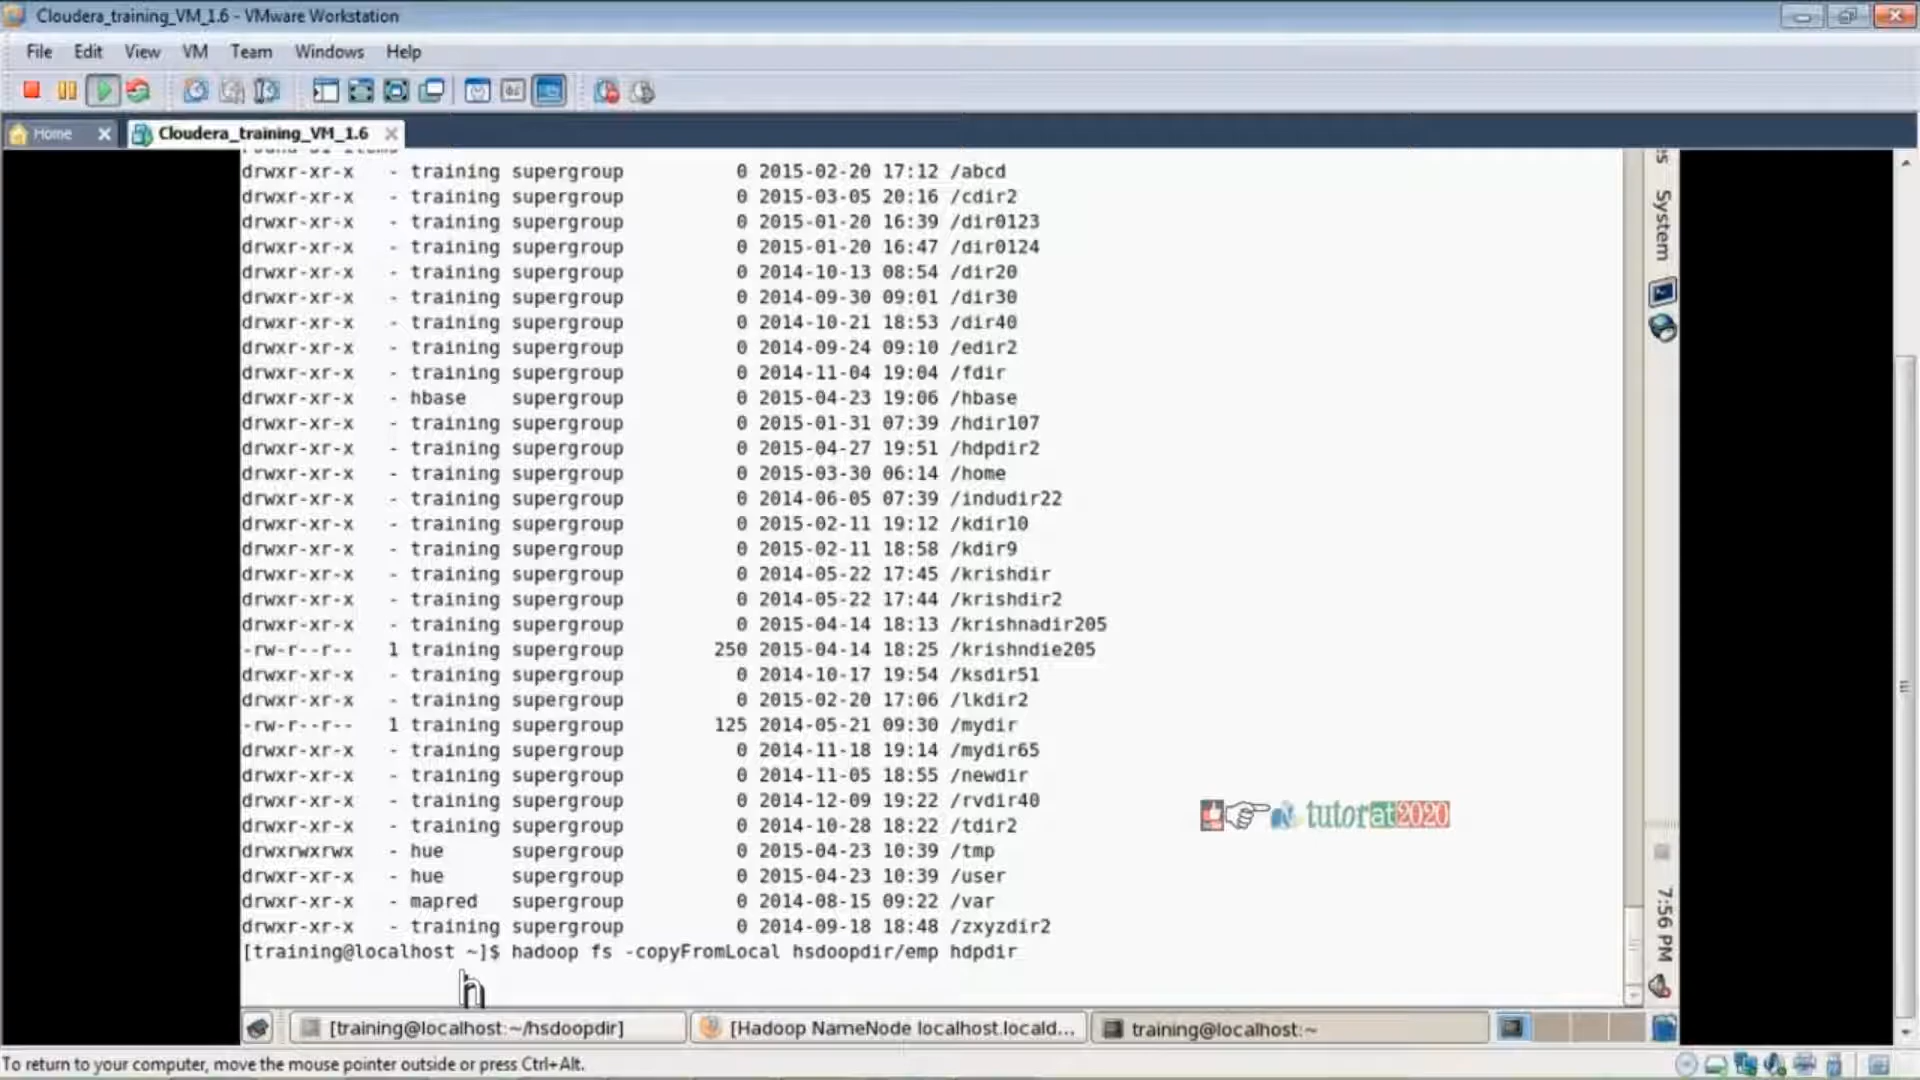 Cloudera_training_VM_1.6 - VMware Workstation
File Edit View VM Team Windows Help
Home Cloudera_training_VM_1.6
drwxr-xr-x - training supergroup 0 2015-02-20 17:12 /abcd
drwxr-xr-x - training supergroup 0 2015-03-05 20:16 /cdir2
drwxr-xr-x - training supergroup 0 2015-01-20 16:39 /dir0123
drwxr-xr-x - training supergroup 0 2015-01-20 16:47 /dir0124
drwxr-xr-x - training supergroup 0 2014-10-13 08:54 /dir20
drwxr-xr-x - training supergroup 0 2014-09-30 09:01 /dir30
drwxr-xr-x - training supergroup 0 2014-10-21 18:53 /dir40
drwxr-xr-x - training supergroup 0 2014-09-24 09:10 /edir2
drwxr-xr-x - training supergroup 0 2014-11-04 19:04 /fdir
drwxr-xr-x - hbase supergroup 0 2015-04-23 19:06 /hbase
drwxr-xr-x - training supergroup 0 2015-01-31 07:39 /hdir107
drwxr-xr-x - training supergroup 0 2015-04-27 19:51 /hdpdir2
drwxr-xr-x - training supergroup 0 2015-03-30 06:14 /home
drwxr-xr-x - training supergroup 0 2014-06-05 07:39 /indudir22
drwxr-xr-x - training supergroup 0 2015-02-11 19:12 /kdir10
drwxr-xr-x - training supergroup 0 2015-02-11 18:58 /kdir9
drwxr-xr-x - training supergroup 0 2014-05-22 17:45 /krishdir
drwxr-xr-x - training supergroup 0 2014-05-22 17:44 /krishdir2
drwxr-xr-x - training supergroup 0 2015-04-14 18:13 /krishnadir205
-rw-r--r-- 1 training supergroup 250 2015-04-14 18:25 /krishndie205
drwxr-xr-x - training supergroup 0 2014-10-17 19:54 /ksdir51
drwxr-xr-x - training supergroup 0 2015-02-20 17:06 /lkdir2
-rw-r--r-- 1 training supergroup 125 2014-05-21 09:30 /mydir
drwxr-xr-x - training supergroup 0 2014-11-18 19:14 /mydir65
drwxr-xr-x - training supergroup 0 2014-11-05 18:55 /newdir
drwxr-xr-x - training supergroup 0 2014-12-09 19:22 /rvdir40
drwxr-xr-x - training supergroup 0 2014-10-28 18:22 /tdir2
drwxrwxrwx - hue supergroup 0 2015-04-23 10:39 /tmp
drwxr-xr-x - hue supergroup 0 2015-04-23 10:39 /user
drwxr-xr-x - mapred supergroup 0 2014-08-15 09:22 /var
drwxr-xr-x - training supergroup 0 2014-09-18 18:48 /zxyzdir2
[training@localhost ~]$ hadoop fs -copyFromLocal hsdoopdir/emp hdpdir
h
tutorat2020
System
7:56 PM
[training@localhost:~/hsdoopdir] [Hadoop NameNode localhost.locald... training@localhost:~
To return to your computer, move the mouse pointer outside or press Ctrl+Alt.